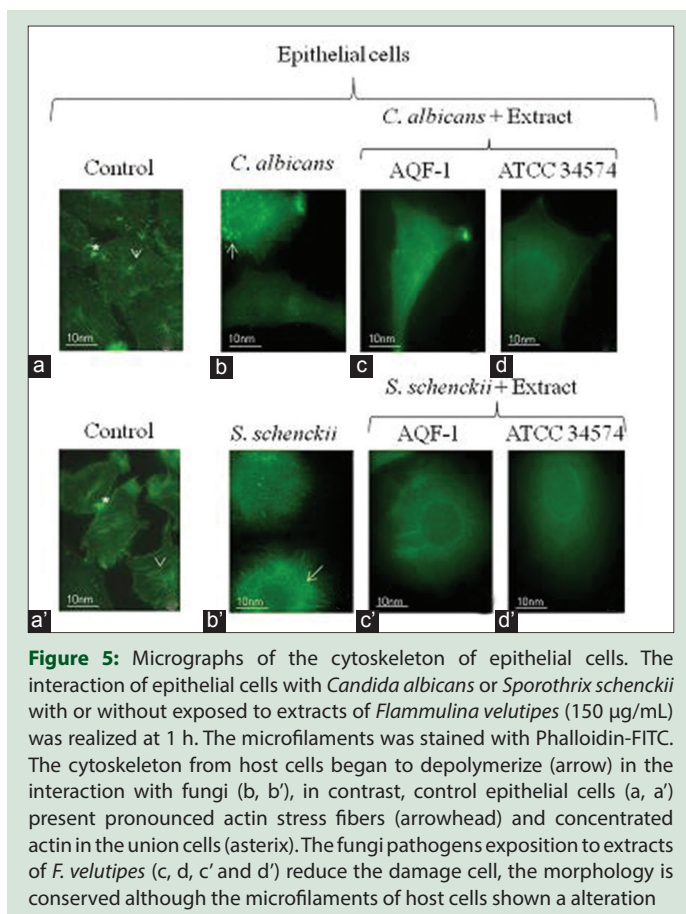 Epithelial cells
C. albicans + Extract
Control
C. albicans
AQF-1
ATCC 34574
*
10nm
10nm
10nm
10nm
a
b
c
d
S. schenckii + Extract
Control
S. schenckii
AQF-1
ATCC 34574
*
10nm
10nm
10nm
10nm
a'
b'
c'
d'
Figure 5: Micrographs of the cytoskeleton of epithelial cells. The
interaction of epithelial cells with Candida albicans or Sporothrix schenckii
with or without exposed to extracts of Flammulina velutipes (150 μg/mL)
was realized at 1 h. The microfilaments was stained with Phalloidin-FITC.
The cytoskeleton from host cells began to depolymerize (arrow) in the
interaction with fungi (b, b’), in contrast, control epithelial cells (a, a’)
present pronounced actin stress fibers (arrowhead) and concentrated
actin in the union cells (asterix). The fungi pathogens exposition to extracts
of F. velutipes (c, d, c’ and d’) reduce the damage cell, the morphology is
conserved although the microfilaments of host cells shown a alteration